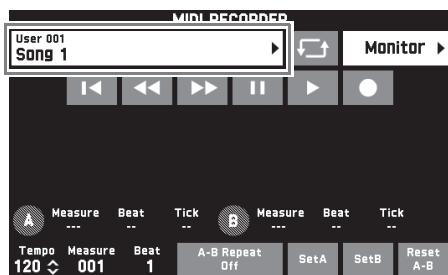 MIDI RECORDER
User 001
Song 1
Monitor
A Measure Beat Tick B Measure Beat Tick
--- -- -- --- -- --
Tempo Measure Beat A-B Repeat SetA SetB Reset
120 001 1 Off A-B